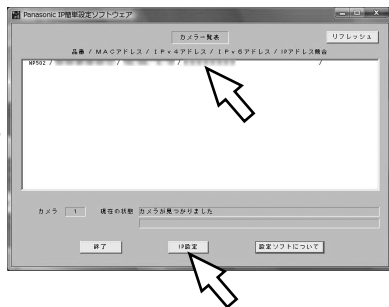 Panasonic IP簡単設定ソフトウェア
カメラ一覧表
リフレッシュ
品番 / MACアドレス / IPv4アドレス / IPv6アドレス / IPアドレス競合
NP502 / / / /
カメラ 1 現在の状態 カメラが見つかりました
終了 IP設定 設定ソフトについて